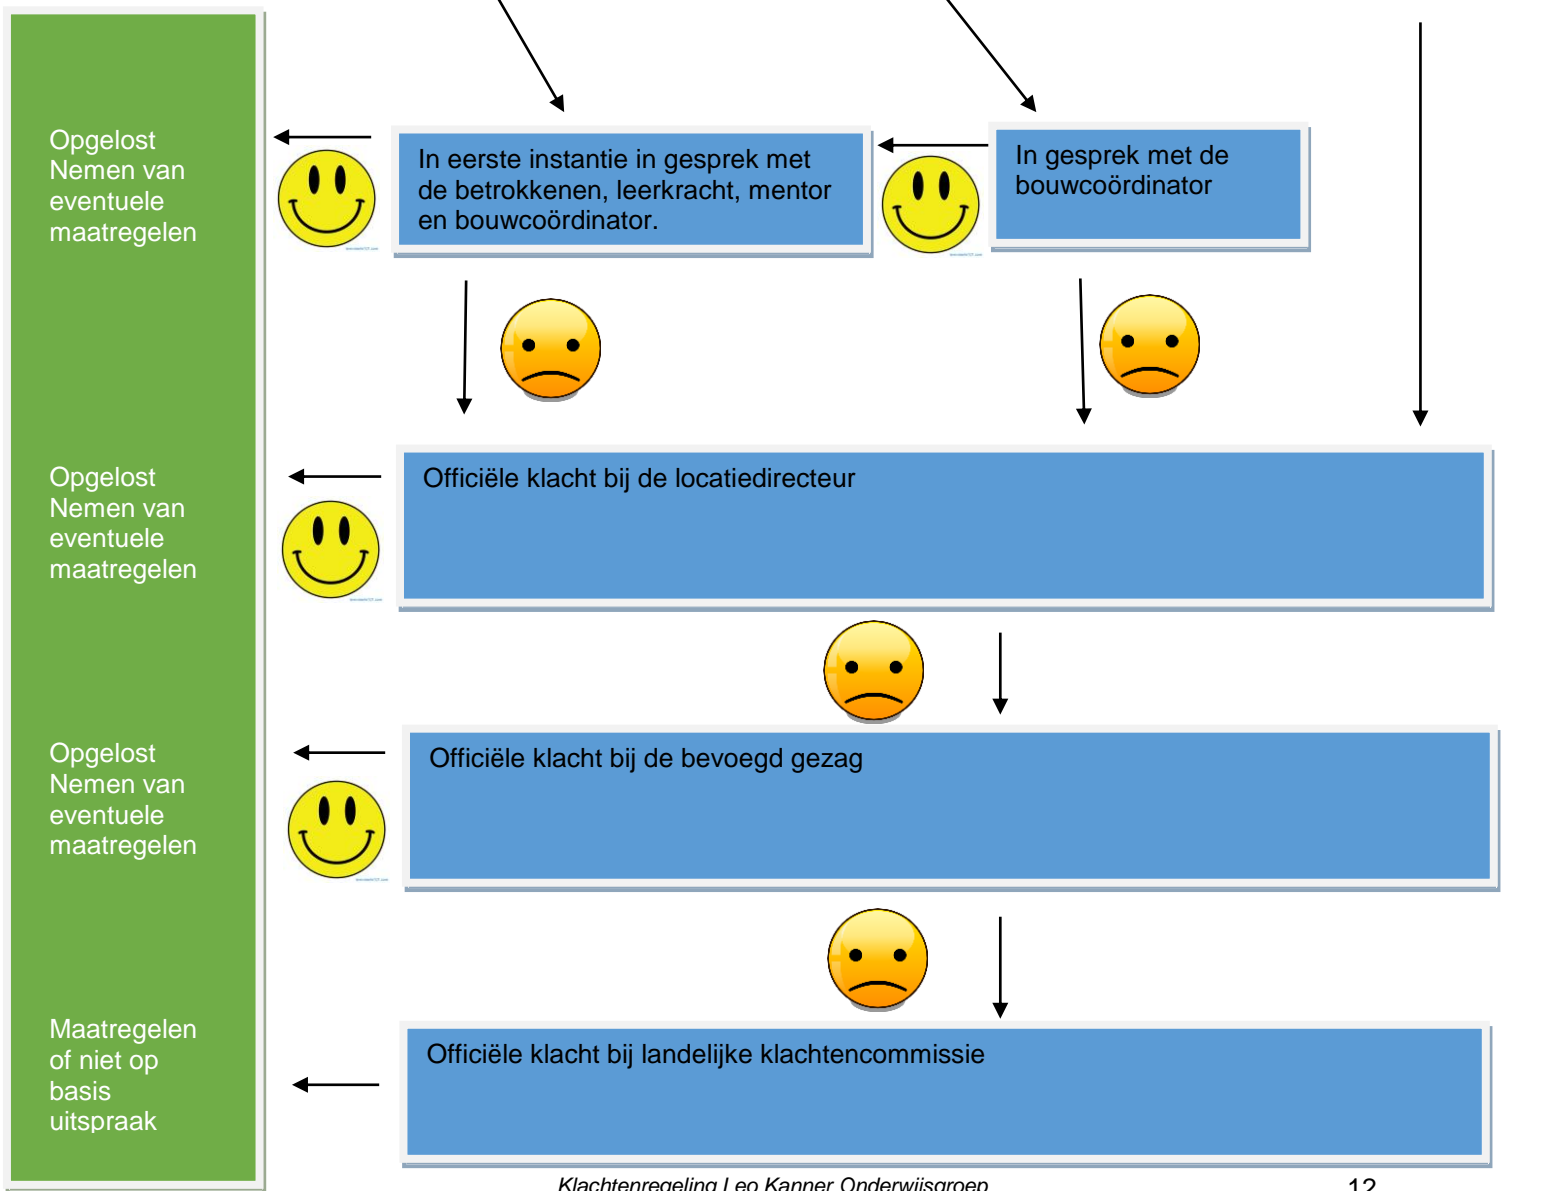 Opgelost
Nemen van
eventuele
maatregelen
In eerste instantie in gesprek met
de betrokkenen, leerkracht, mentor
en bouwcoördinator.
In gesprek met de
bouwcoördinator
Opgelost
Nemen van
eventuele
maatregelen
Officiële klacht bij de locatiedirecteur
Opgelost
Nemen van
eventuele
maatregelen
Officiële klacht bij de bevoegd gezag
Maatregelen
of niet op
basis
uitspraak
Officiële klacht bij landelijke klachtencommissie
Klachtenregeling Leo Kanner Onderwijsgroep
12